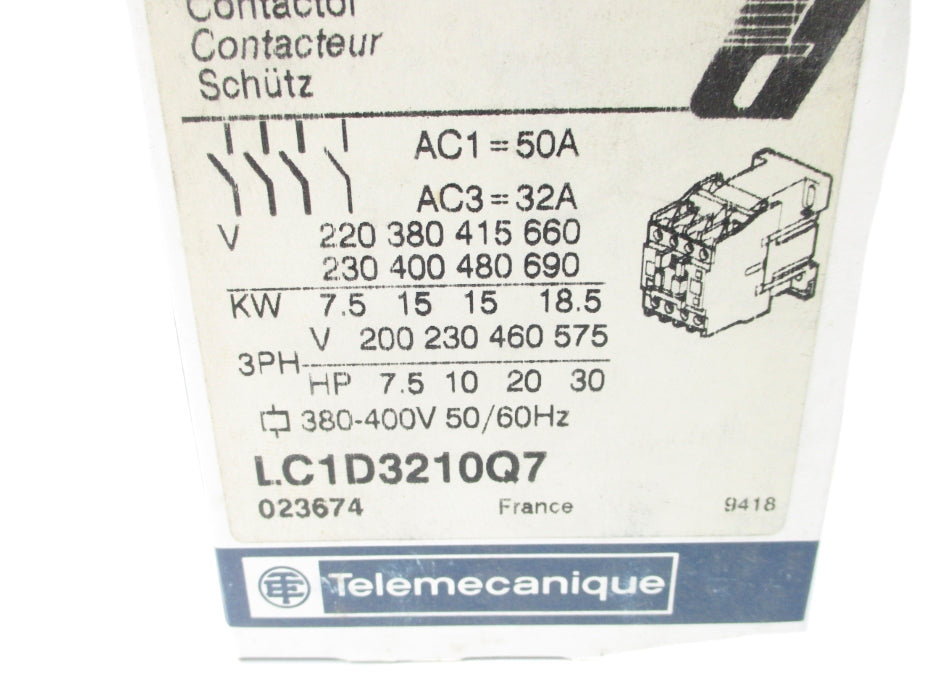 Contactor
Contacteur
Schütz
AC1 = 50A
AC3 = 32A
V 220 380 415 660
230 400 480 690
KW 7.5 15 15 18.5
V 200 230 460 575
3PH
HP 7.5 10 20 30
380-400V 50/60Hz
LC1D3210Q7
023674 France 9418
TE Telemecanique